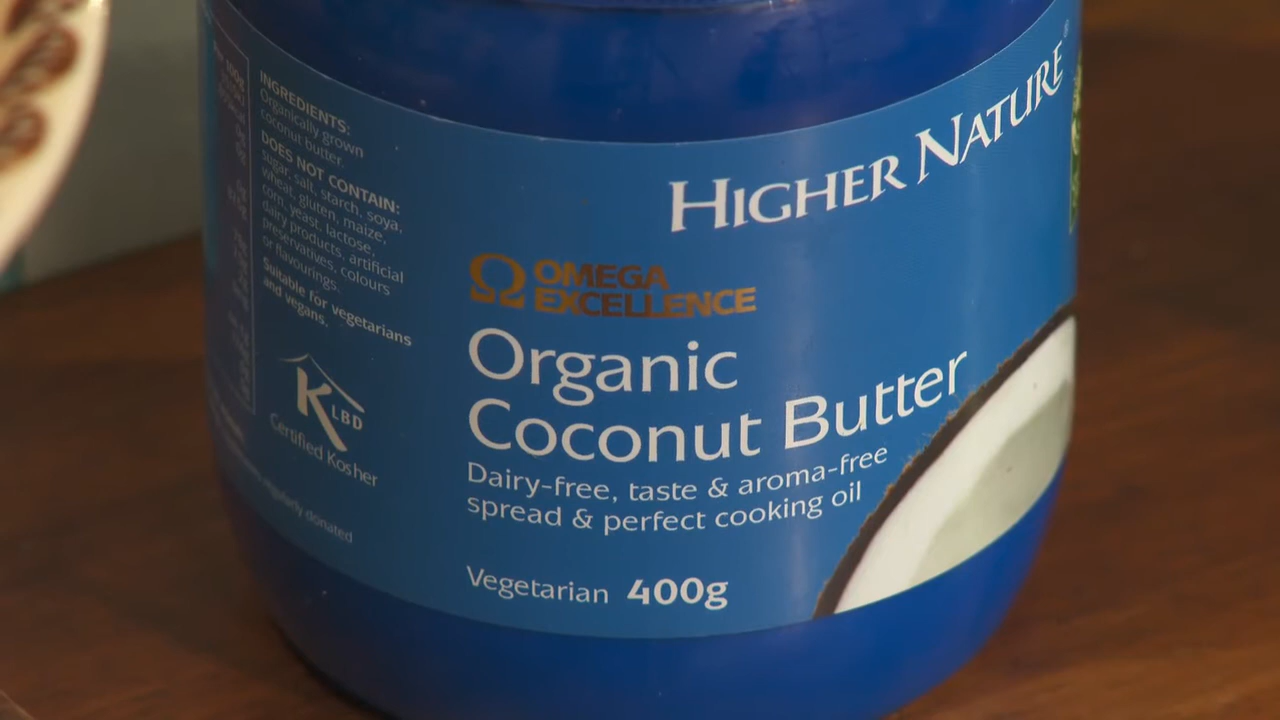 INGREDIENTS:
Organically grown
coconut butter.
DOES NOT CONTAIN:
sugar, salt, starch, soya,
wheat, gluten, maize,
corn, yeast, lactose,
dairy products, artificial
preservatives, colours
or flavourings.
Suitable for vegetarians
and vegans.
KLBD
Certified Kosher
donated
HIGHER NATURE
Ω OMEGA
EXCELLENCE
Organic
Coconut Butter
Dairy-free, taste & aroma-free
spread & perfect cooking oil
Vegetarian 400g